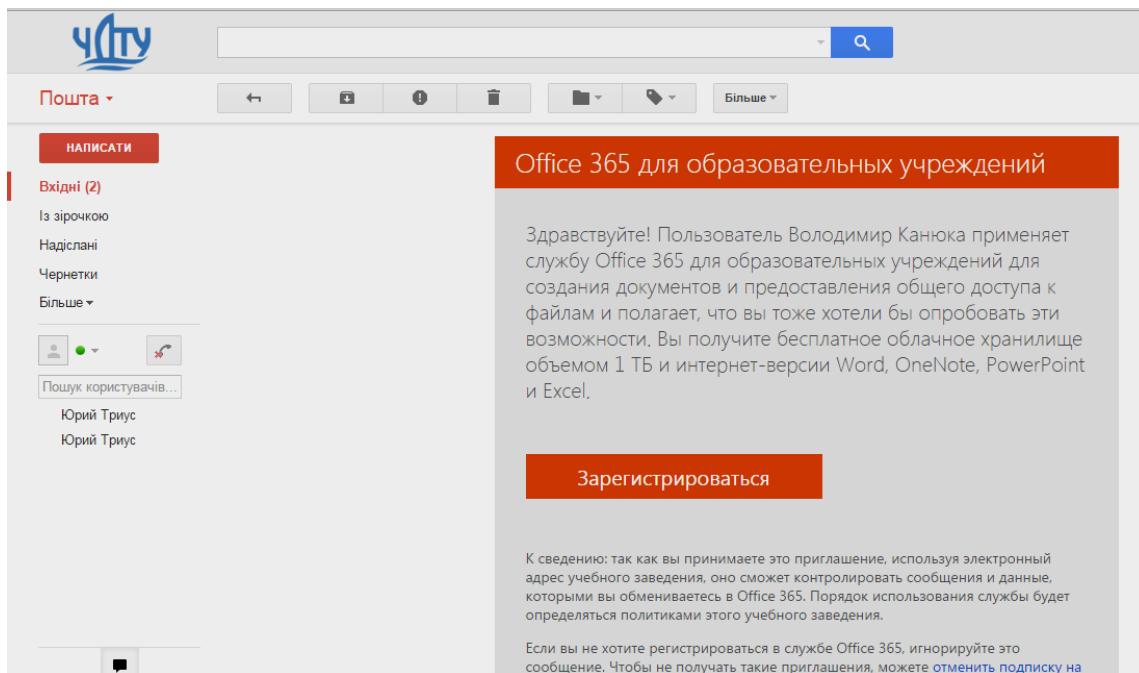 ЧДТУ
Пошта
Більше
НАПИСАТИ
Вхідні (2)
Із зірочкою
Надіслані
Чернетки
Більше
Пошук користувачів...
Юрий Триус
Юрий Триус
Office 365 для образовательных учреждений
Здравствуйте! Пользователь Володимир Канюка применяет
службу Office 365 для образовательных учреждений для
создания документов и предоставления общего доступа к
файлам и полагает, что вы тоже хотели бы опробовать эти
возможности. Вы получите бесплатное облачное хранилище
объемом 1 ТБ и интернет-версии Word, OneNote, PowerPoint
и Excel.
Зарегистрироваться
К сведению: так как вы принимаете это приглашение, используя электронный
адрес учебного заведения, оно сможет контролировать сообщения и данные,
которыми вы обмениваетесь в Office 365. Порядок использования службы будет
определяться политиками этого учебного заведения.
Если вы не хотите регистрироваться в службе Office 365, игнорируйте это
сообщение. Чтобы не получать такие приглашения, можете отменить подписку на